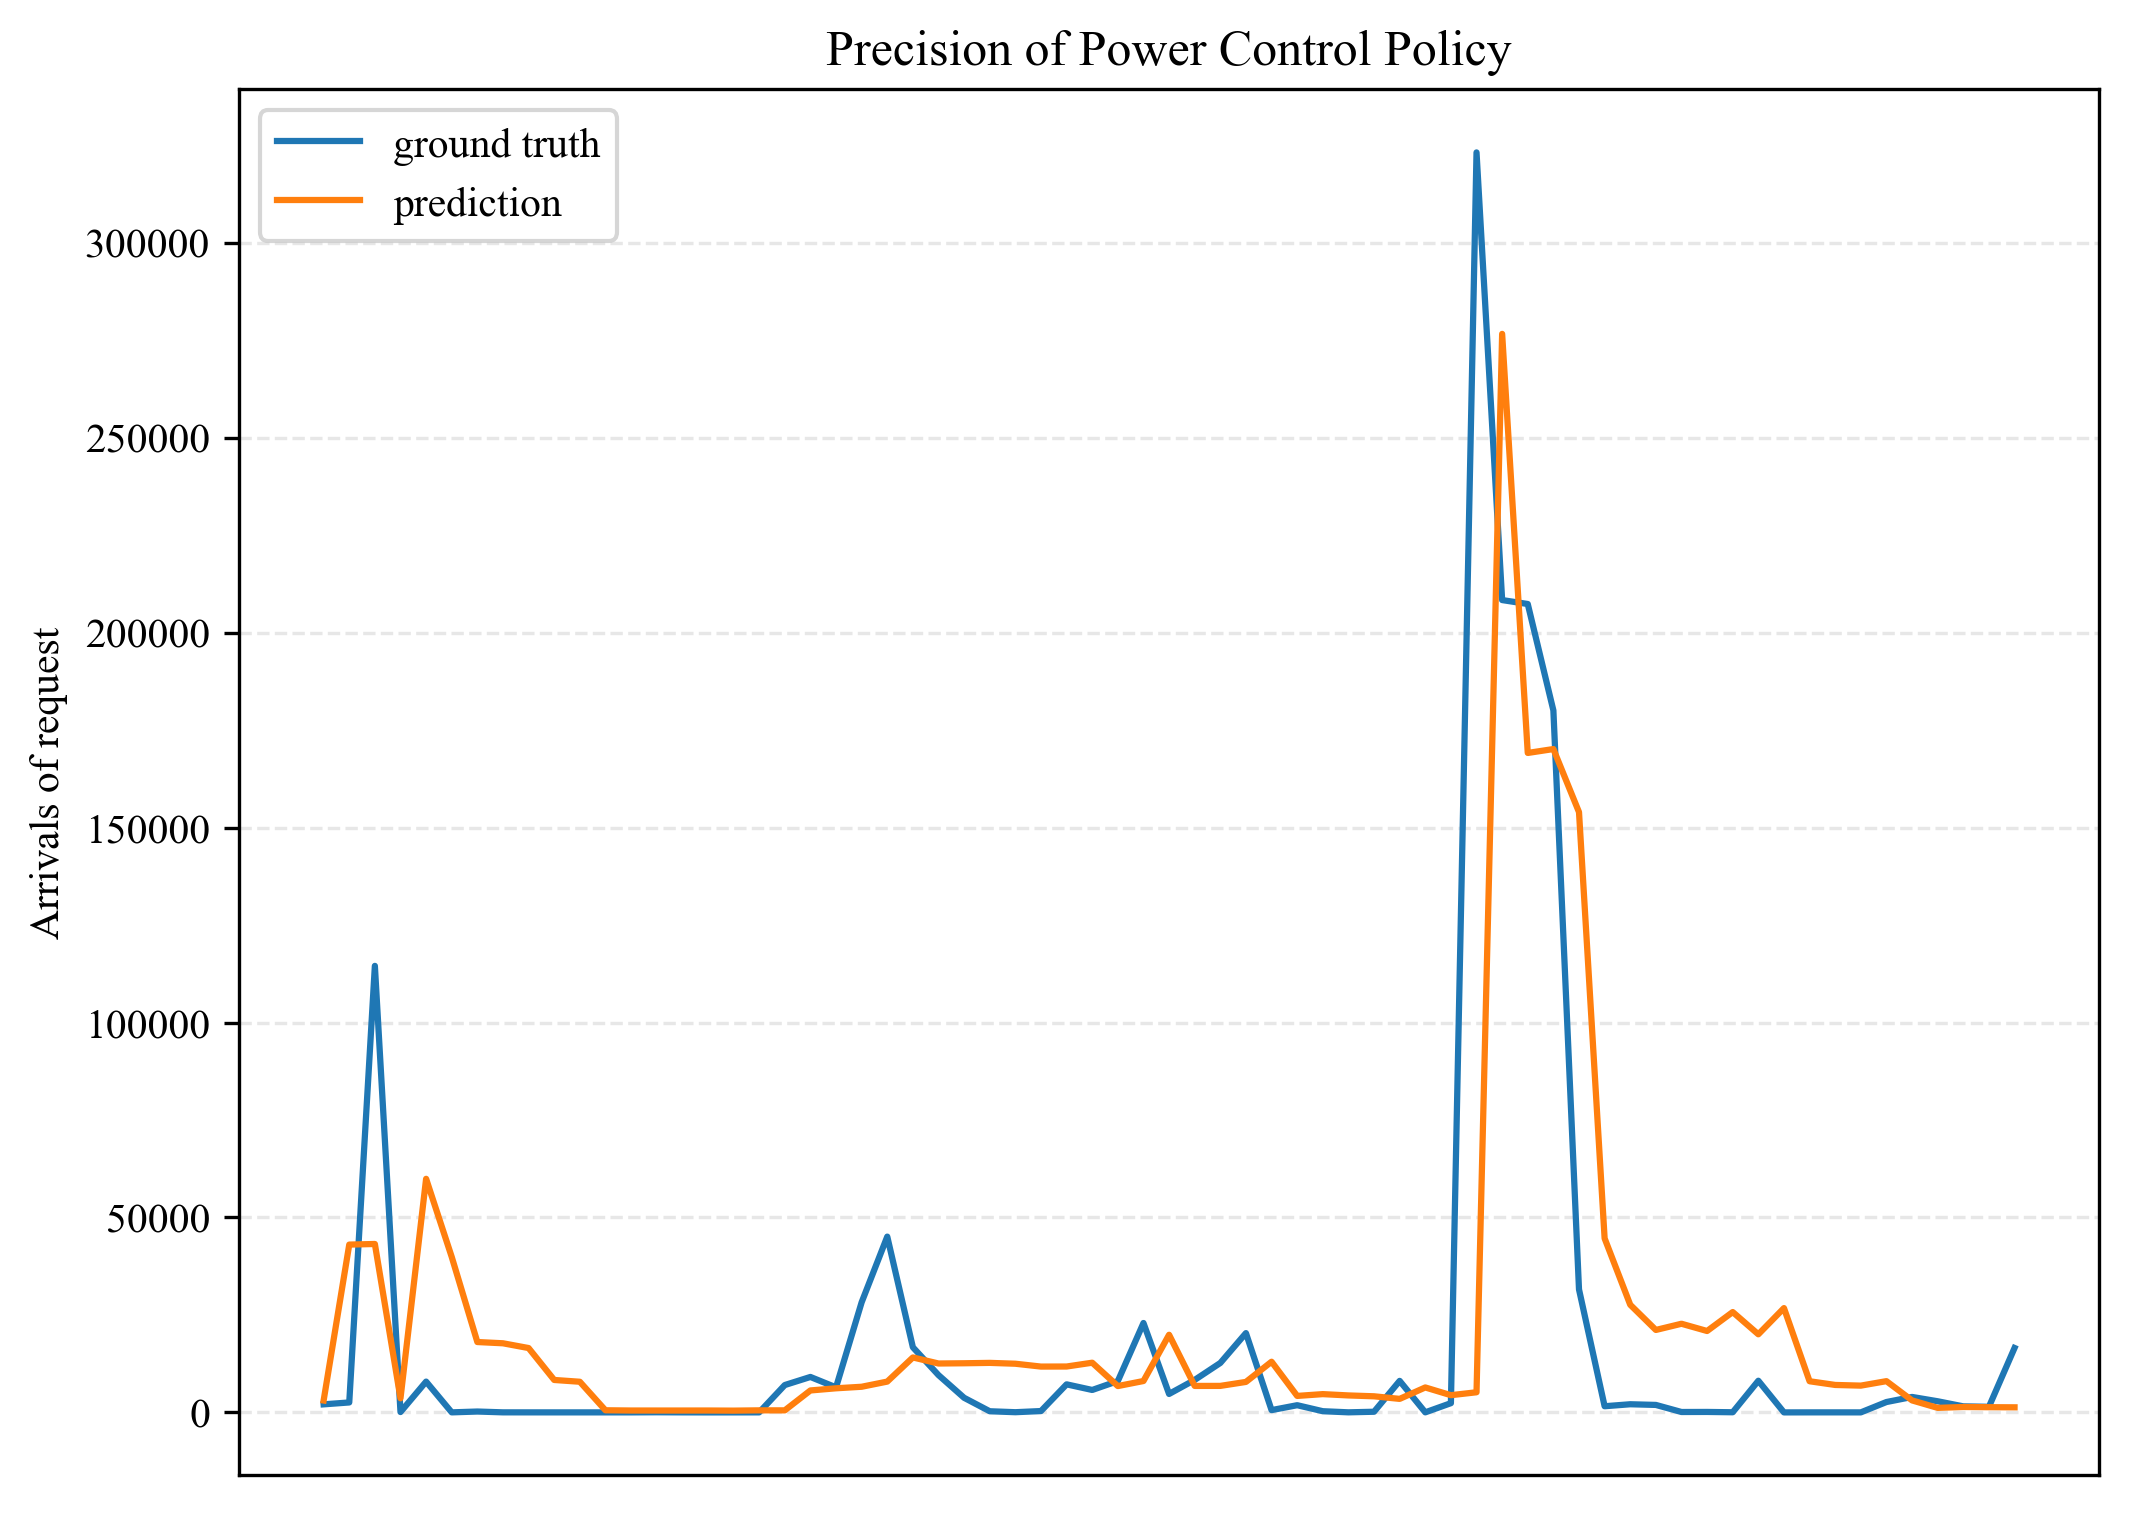 Precision of Power Control Policy
ground truth
prediction
300000
250000
200000
150000
100000
50000
0
Arrivals of request